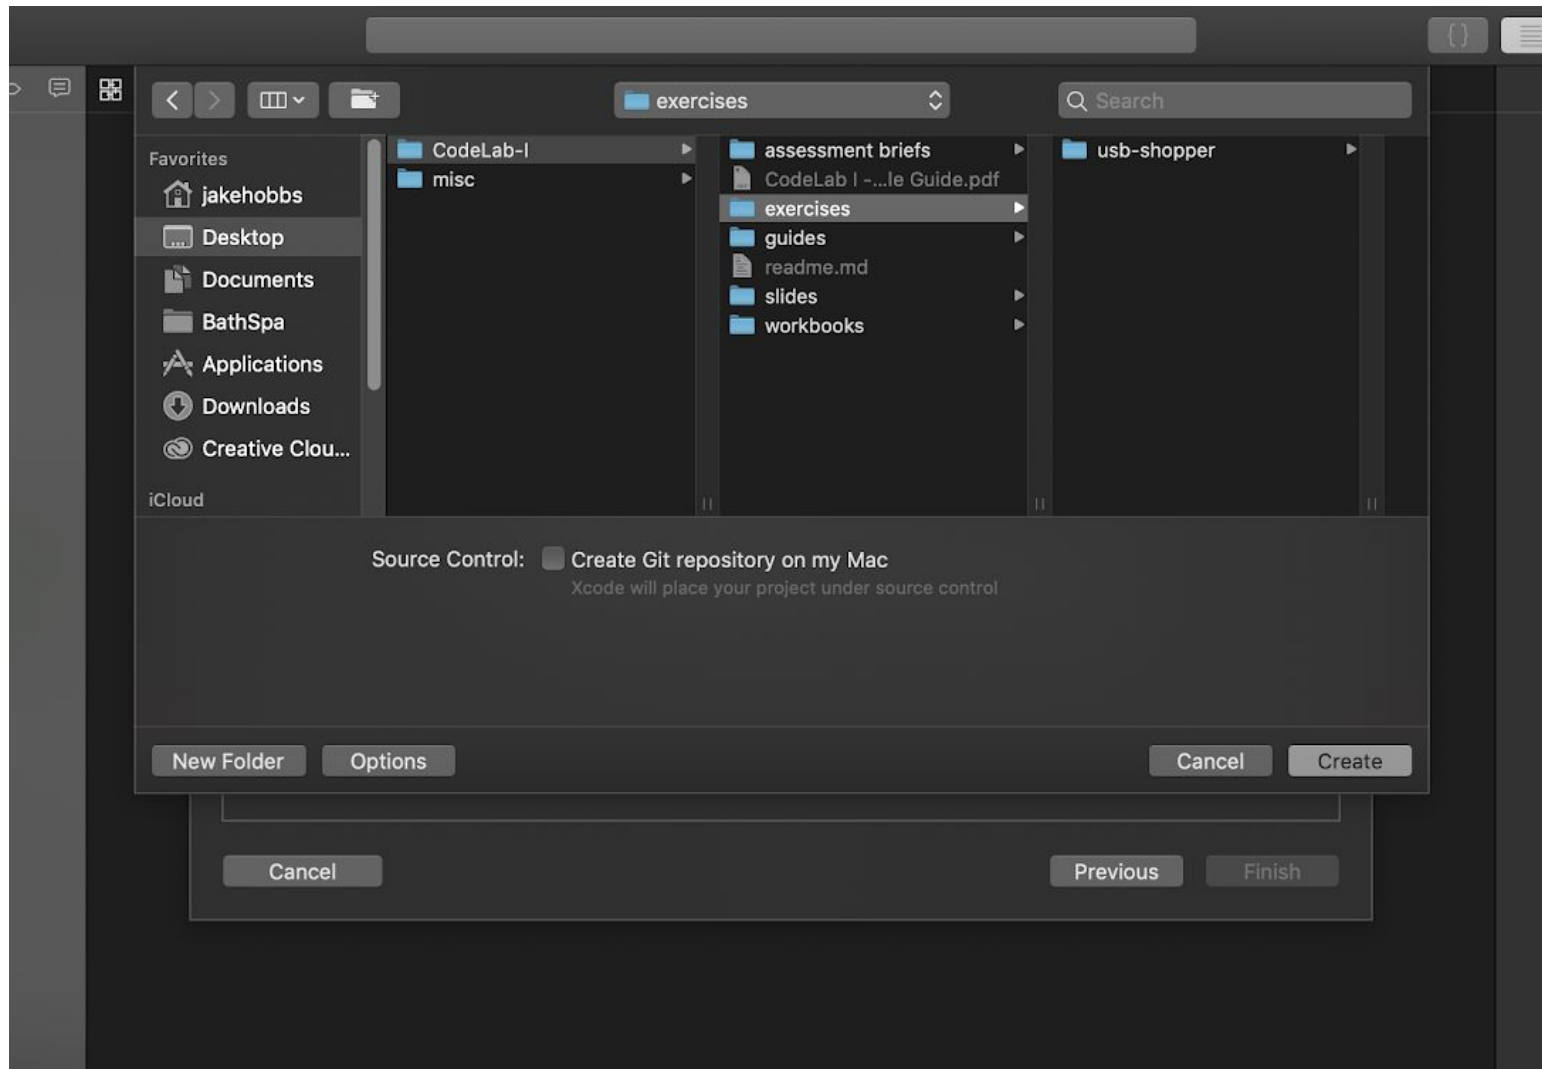 { }
exercises
Search
Favorites
jakehobbs
Desktop
Documents
BathSpa
Applications
Downloads
Creative Clou...
iCloud
CodeLab-I
misc
assessment briefs
CodeLab I -...le Guide.pdf
exercises
guides
readme.md
slides
workbooks
usb-shopper
Source Control: Create Git repository on my Mac
Xcode will place your project under source control
New Folder Options Cancel Create
Cancel Previous Finish